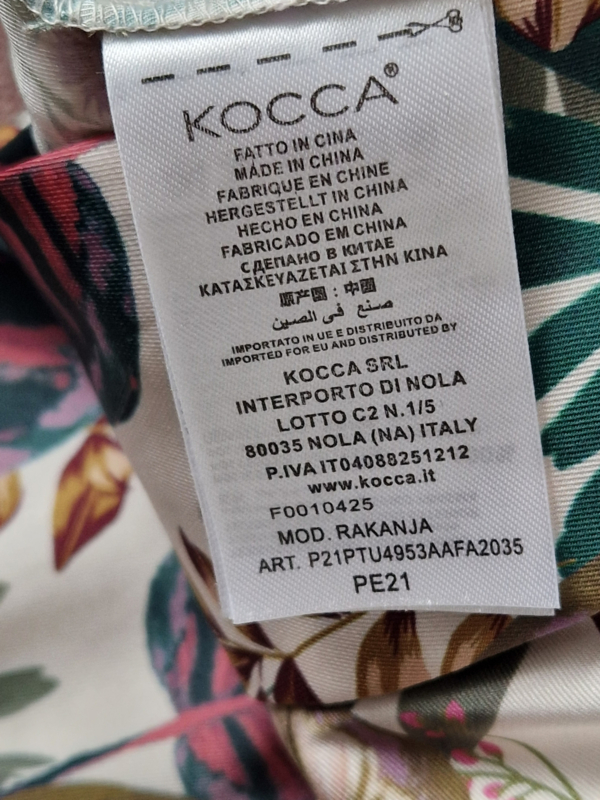 KOCCA®
FATTO IN CINA
MADE IN CHINA
FABRIQUE EN CHINE
HERGESTELLT IN CHINA
HECHO EN CHINA
FABRICADO EM CHINA
СДЕЛАНО В КИТАЕ
ΚΑΤΑΣΚΕΥΑΖΕΤΑΙ ΣΤΗΝ ΚΙΝΑ
原产国：中国
صنع في الصين
IMPORTATO IN UE E DISTRIBUITO DA
IMPORTED FOR EU AND DISTRIBUTED BY
KOCCA SRL
INTERPORTO DI NOLA
LOTTO C2 N.1/5
80035 NOLA (NA) ITALY
P.IVA IT04088251212
www.kocca.it
F0010425
MOD. RAKANJA
ART. P21PTU4953AAFA2035
PE21